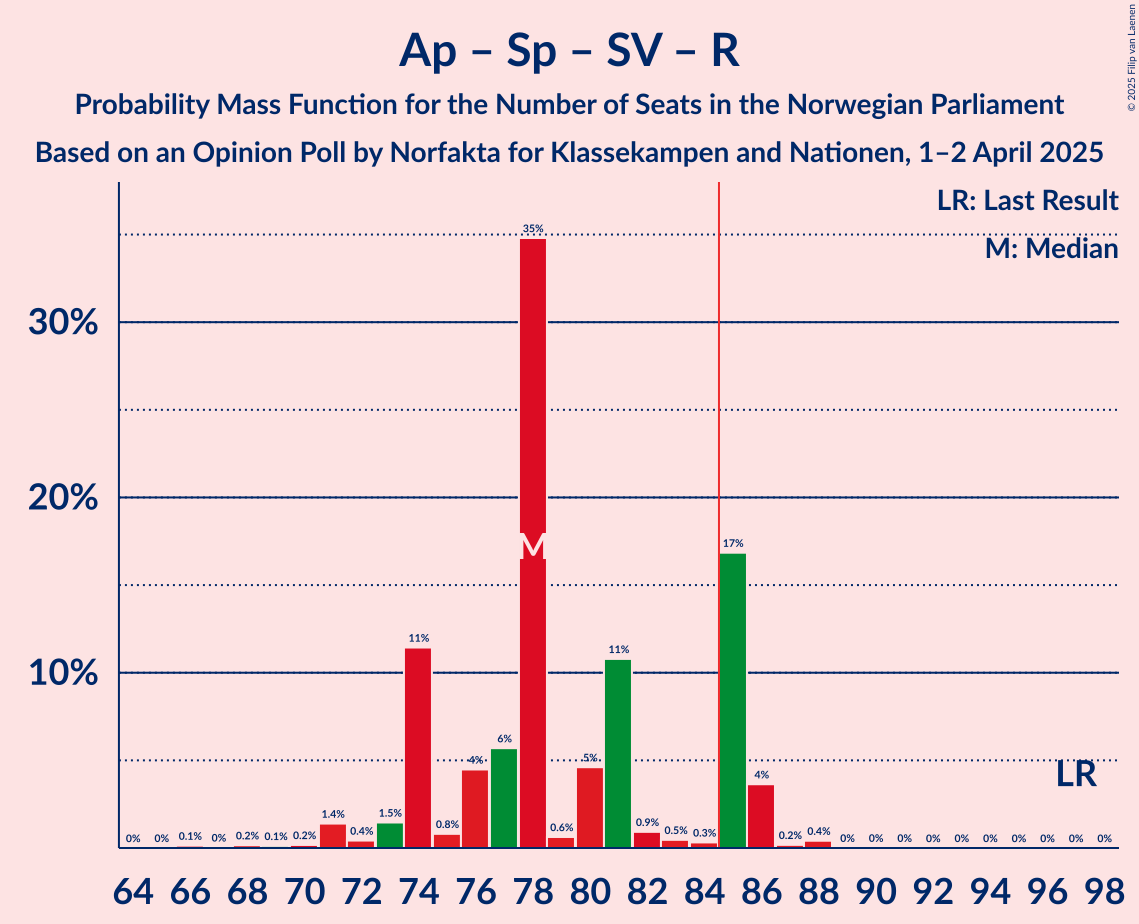 Ap – Sp – SV – R
Probability Mass Function for the Number of Seats in the Norwegian Parliament
Based on an Opinion Poll by Norfakta for Klassekampen and Nationen, 1–2 April 2025
© 2025 Filip van Laenen
LR: Last Result
M: Median
30%
20%
10%
0% 0% 0.1% 0% 0.2% 0.1% 0.2% 1.4% 0.4% 1.5% 11% 0.8% 4% 6% 35% 0.6% 5% 11% 0.9% 0.5% 0.3% 17% 4% 0.2% 0.4% 0% 0% 0% 0% 0% 0% 0% 0% 0% 0%
M
LR
64 66 68 70 72 74 76 78 80 82 84 86 88 90 92 94 96 98